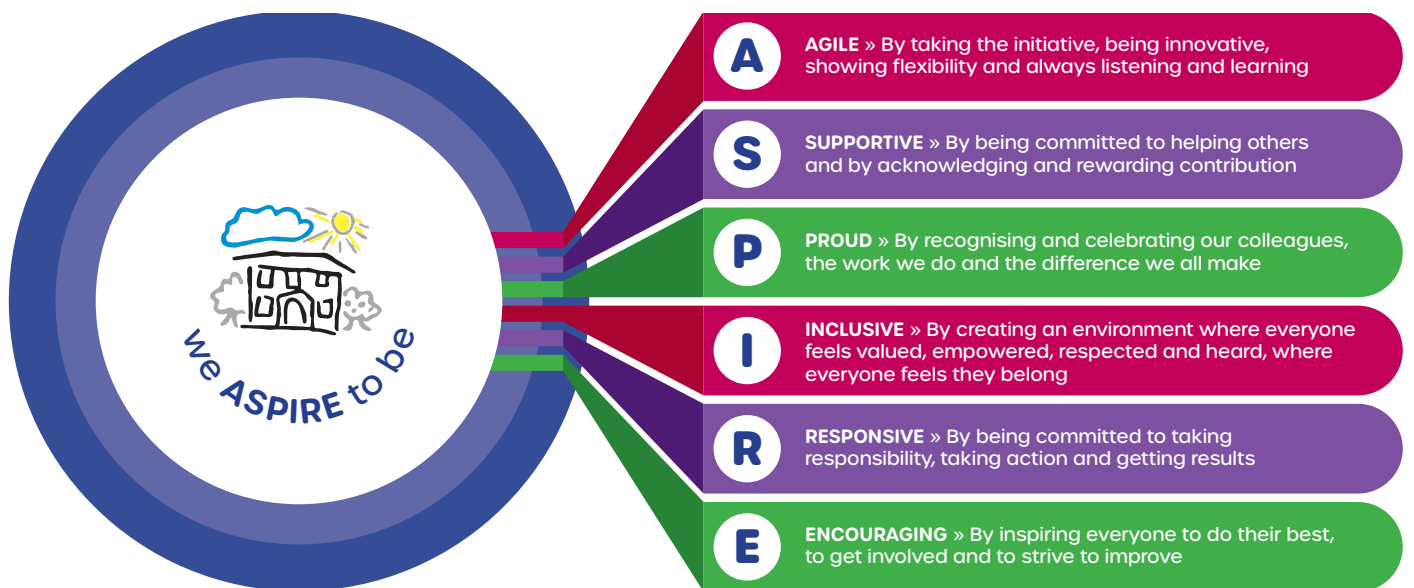 we ASPIRE to be
A
AGILE » By taking the initiative, being innovative,
showing flexibility and always listening and learning
S
SUPPORTIVE » By being committed to helping others
and by acknowledging and rewarding contribution
P
PROUD » By recognising and celebrating our colleagues,
the work we do and the difference we all make
I
INCLUSIVE » By creating an environment where everyone
feels valued, empowered, respected and heard, where
everyone feels they belong
R
RESPONSIVE » By being committed to taking
responsibility, taking action and getting results
E
ENCOURAGING » By inspiring everyone to do their best,
to get involved and to strive to improve